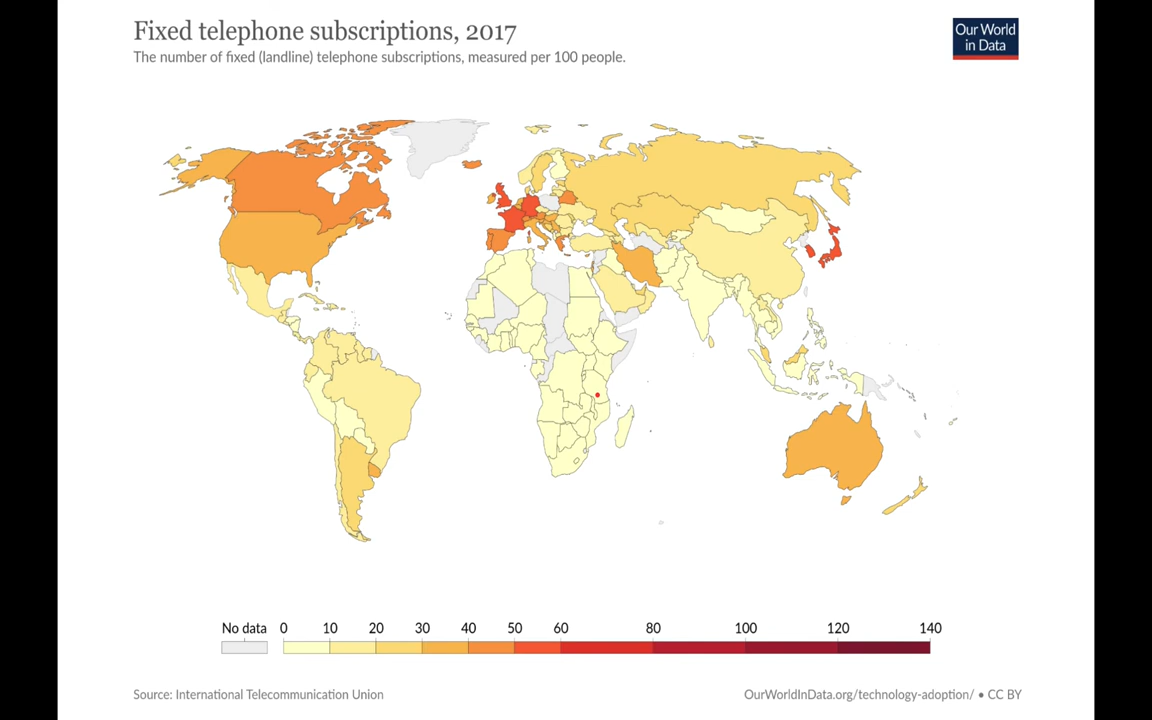 Fixed telephone subscriptions, 2017
The number of fixed (landline) telephone subscriptions, measured per 100 people.
Our World
in Data
No data 0 10 20 30 40 50 60 80 100 120 140
Source: International Telecommunication Union
OurWorldInData.org/technology-adoption/ • CC BY